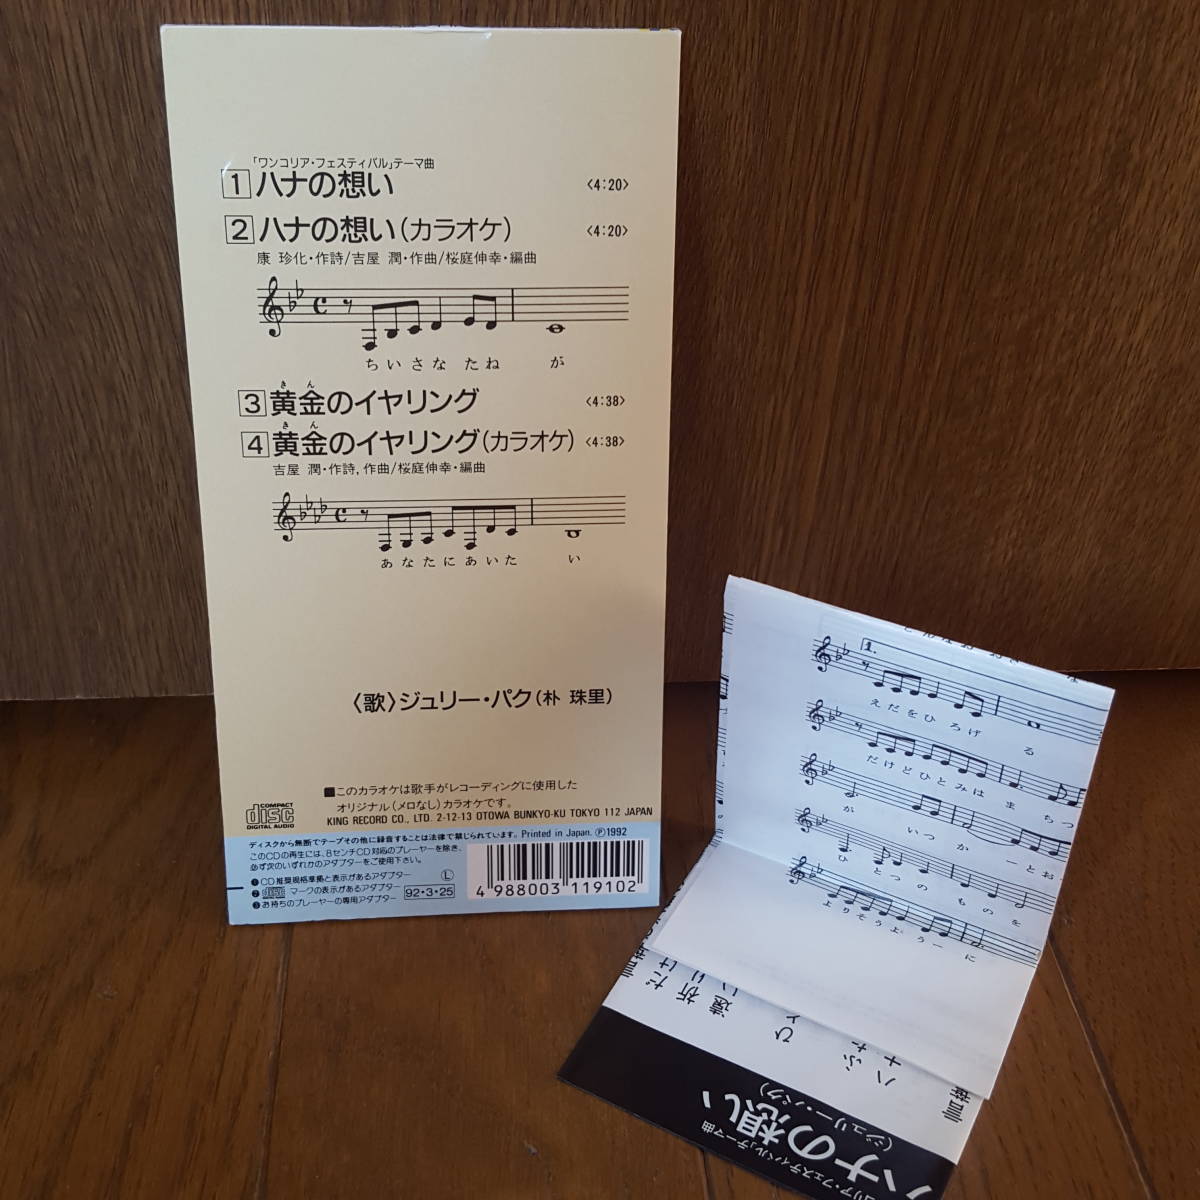 「ワンコリア・フェスティバル」テーマ曲
1 ハナの想い 〈4:20〉
2 ハナの想い(カラオケ) 〈4:20〉
康 珍化・作詩/吉屋 潤・作曲/桜庭伸幸・編曲
ちいさな たね が
きん
3 黄金のイヤリング 〈4:38〉
きん
4 黄金のイヤリング(カラオケ) 〈4:38〉
吉屋 潤・作詩,作曲/桜庭伸幸・編曲
あなたにあいた い
〈歌〉ジュリー・パク(朴 珠里)
■このカラオケは歌手がレコーディングに使用した
オリジナル(メロなし)カラオケです。
KING RECORD CO., LTD. 2-12-13 OTOWA BUNKYO-KU TOKYO 112 JAPAN
COMPACT
disc
DIGITAL AUDIO
ディスクから無断でテープその他に録音することは法律で禁じられています。Printed in Japan. Ⓟ1992
このCDの再生には、8センチCD対応のプレーヤーを除き、
必ず次のいずれかのアダプターをご使用下さい。
❶CD推奨規格準拠と表示があるアダプター
❷ マークの表示があるアダプター
❸お持ちのプレーヤーの専用アダプター
Ⓛ
92・3・25
4 988003 119102
1.
えだをひろげ る
だけどひとみは ま ちつ
が いつ か ーとお
ひ とつ の ものを
よりそうよ うー に
ハナの想い
(ジュリー・パク)